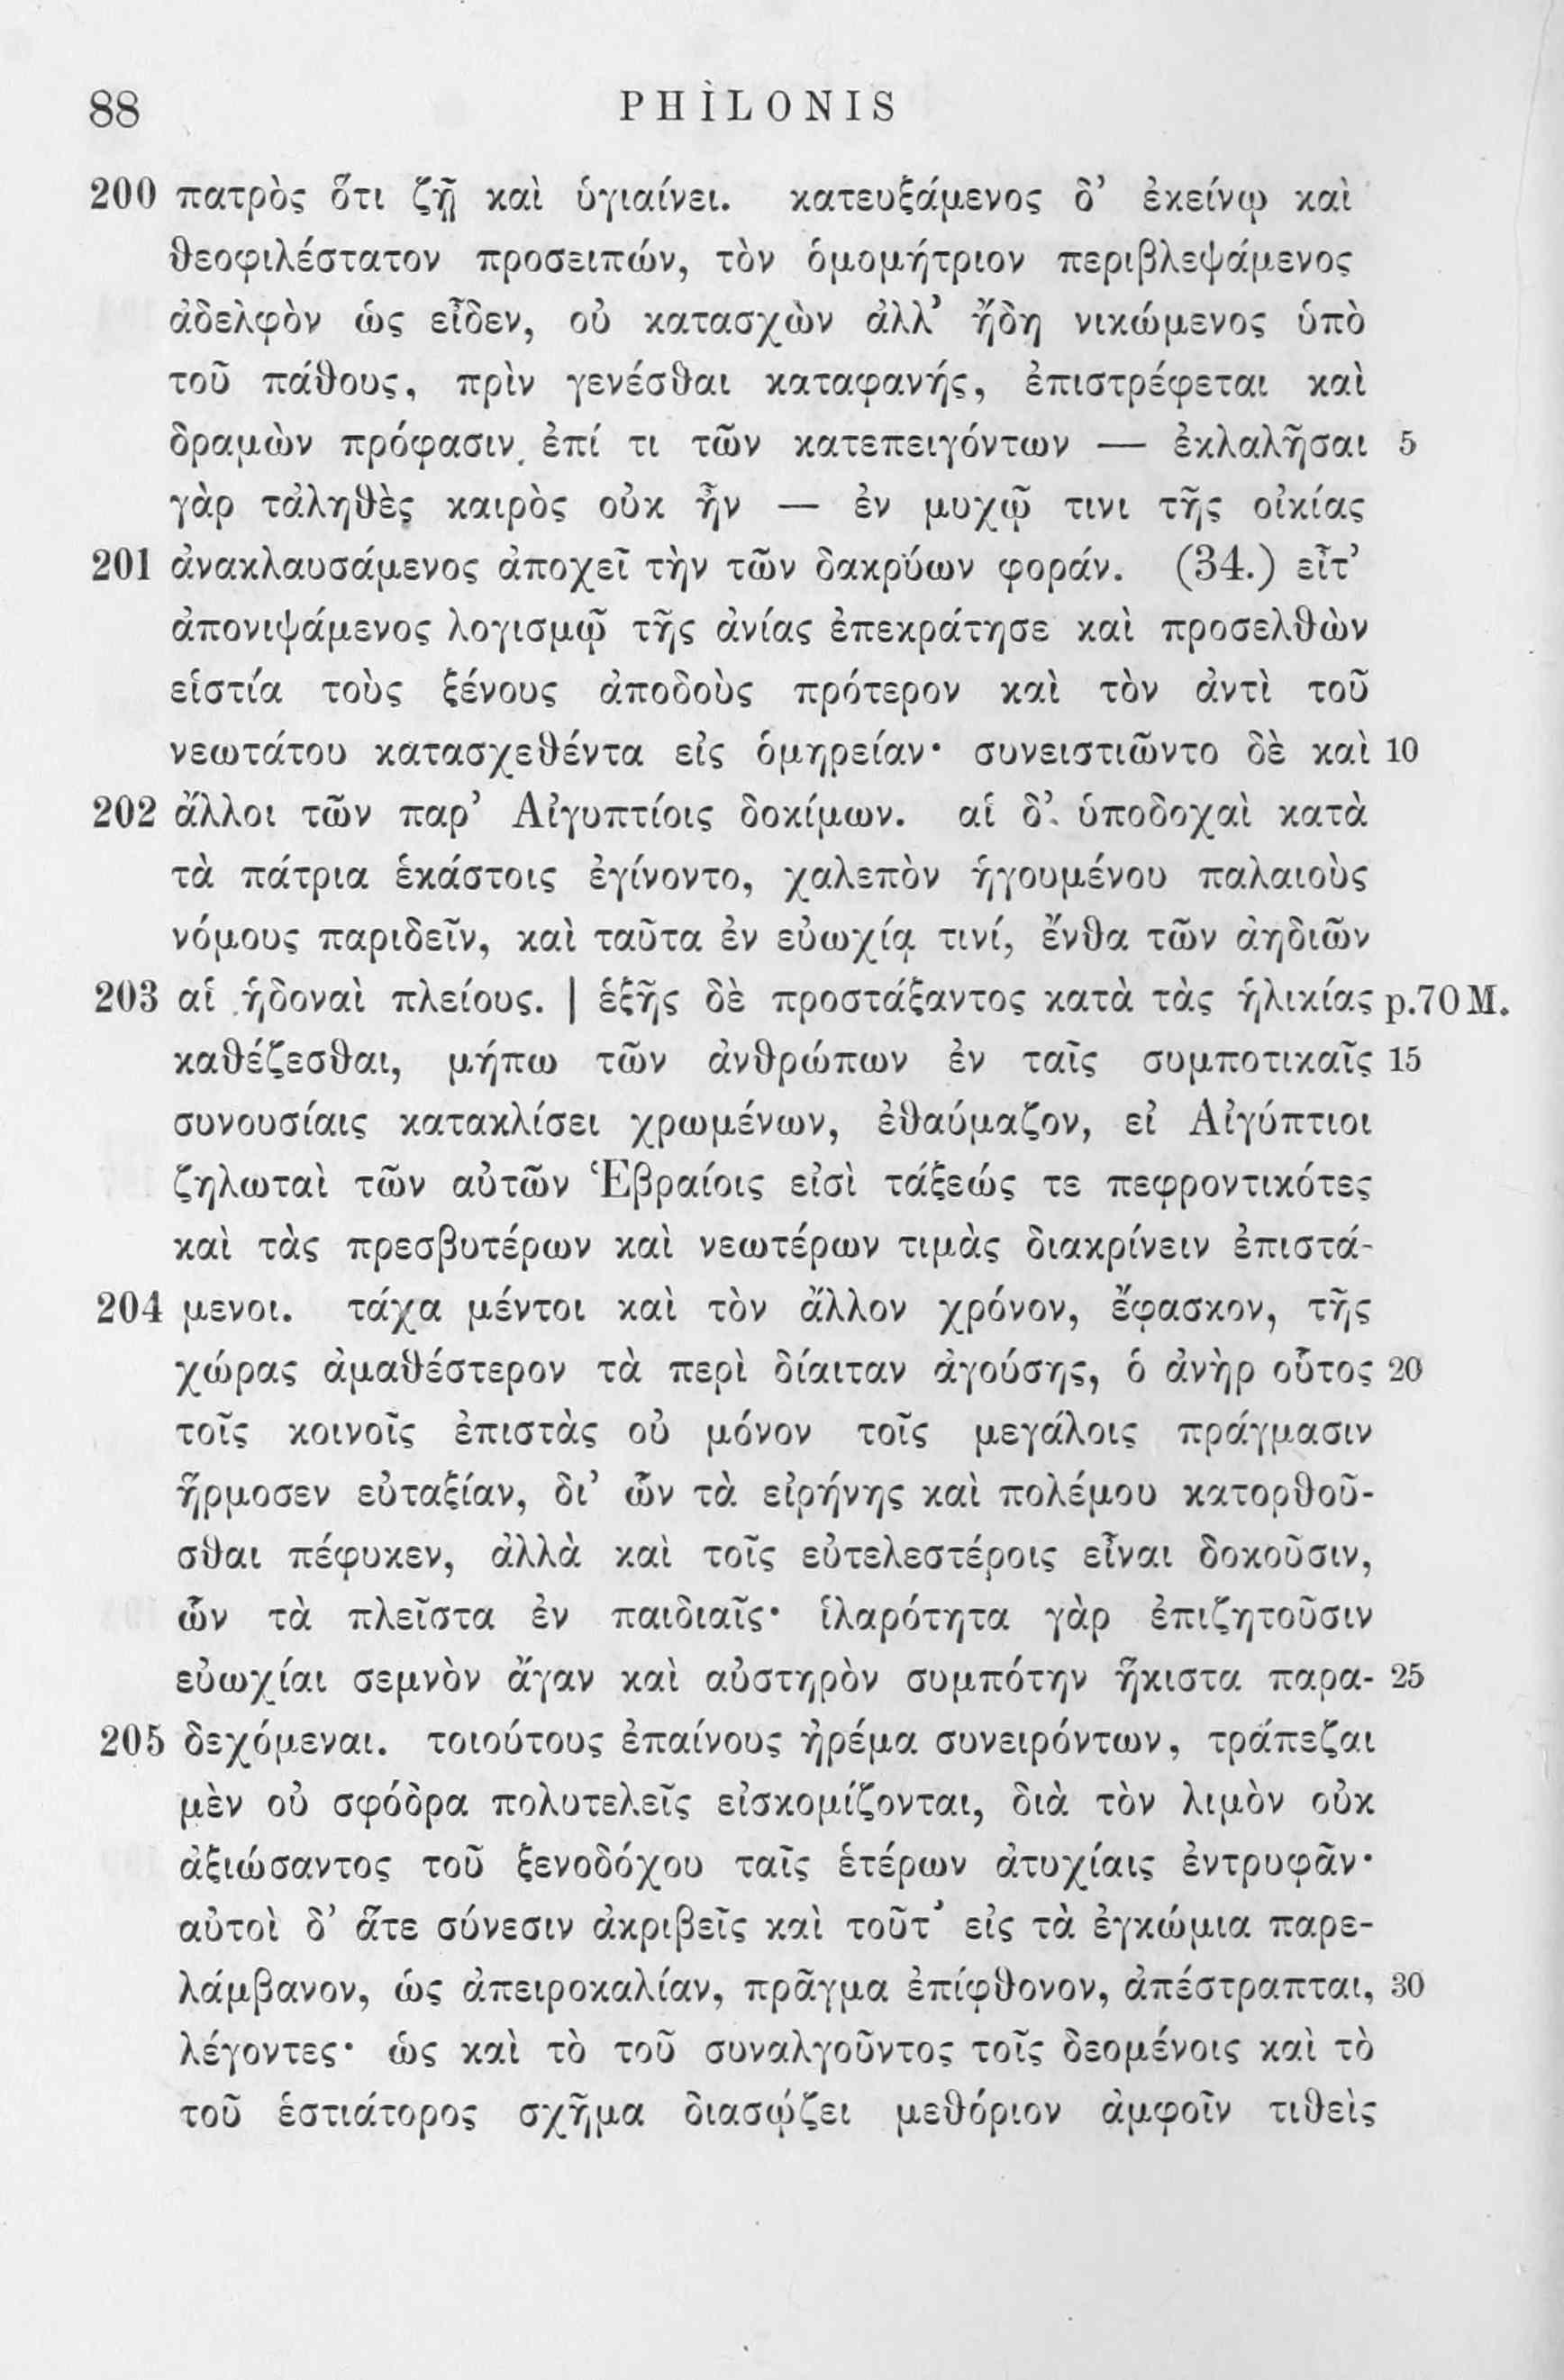 88 PHILONIS
200 πατρὸς ὅτι ζῇ καὶ ὑγιαίνει. κατευξάμενος δ’ ἐκείνῳ καὶ
θεοφιλέστατον προσειπών, τὸν ὁμομήτριον περιβλεψάμενος
ἀδελφὸν ὡς εἶδεν, οὐ κατασχὼν ἀλλ’ ἤδη νικώμενος ὑπὸ
τοῦ πάθους, πρὶν γενέσθαι καταφανής, ἐπιστρέφεται καὶ
δραμὼν πρόφασιν ἐπί τι τῶν κατεπειγόντων — ἐκλαλῆσαι 5
γὰρ τἀληθὲς καιρὸς οὐκ ἦν — ἐν μυχῷ τινι τῆς οἰκίας
201 ἀνακλαυσάμενος ἀποχεῖ τὴν τῶν δακρύων φοράν. (34.) εἶτ’
ἀπονιψάμενος λογισμῷ τῆς ἀνίας ἐπεκράτησε καὶ προσελθὼν
εἱστία τοὺς ξένους ἀποδοὺς πρότερον καὶ τὸν ἀντὶ τοῦ
νεωτάτου κατασχεθέντα εἰς ὁμηρείαν· συνειστιῶντο δὲ καὶ 10
202 ἄλλοι τῶν παρ’ Αἰγυπτίοις δοκίμων. αἱ δ’ ὑποδοχαὶ κατὰ
τὰ πάτρια ἑκάστοις ἐγίνοντο, χαλεπὸν ἡγουμένου παλαιοὺς
νόμους παριδεῖν, καὶ ταῦτα ἐν εὐωχίᾳ τινί, ἔνθα τῶν ἀηδιῶν
203 αἱ ἡδοναὶ πλείους. | ἑξῆς δὲ προστάξαντος κατὰ τὰς ἡλικίας p.70 M.
καθέζεσθαι, μήπω τῶν ἀνθρώπων ἐν ταῖς συμποτικαῖς 15
συνουσίαις κατακλίσει χρωμένων, ἐθαύμαζον, εἰ Αἰγύπτιοι
ζηλωταὶ τῶν αὐτῶν Ἑβραίοις εἰσὶ τάξεώς τε πεφροντικότες
καὶ τὰς πρεσβυτέρων καὶ νεωτέρων τιμὰς διακρίνειν ἐπιστά-
204 μενοι. τάχα μέντοι καὶ τὸν ἄλλον χρόνον, ἔφασκον, τῆς
χώρας ἀμαθέστερον τὰ περὶ δίαιταν ἀγούσης, ὁ ἀνὴρ οὗτος 20
τοῖς κοινοῖς ἐπιστὰς οὐ μόνον τοῖς μεγάλοις πράγμασιν
ἥρμοσεν εὐταξίαν, δι’ ὧν τὰ εἰρήνης καὶ πολέμου κατορθοῦ-
σθαι πέφυκεν, ἀλλὰ καὶ τοῖς εὐτελεστέροις εἶναι δοκοῦσιν,
ὧν τὰ πλεῖστα ἐν παιδιαῖς· ἱλαρότητα γὰρ ἐπιζητοῦσιν
εὐωχίαι σεμνὸν ἄγαν καὶ αὐστηρὸν συμπότην ἥκιστα παρα- 25
205 δεχόμεναι. τοιούτους ἐπαίνους ἠρέμα συνειρόντων, τράπεζαι
μὲν οὐ σφόδρα πολυτελεῖς εἰσκομίζονται, διὰ τὸν λιμὸν οὐκ
ἀξιώσαντος τοῦ ξενοδόχου ταῖς ἑτέρων ἀτυχίαις ἐντρυφᾶν·
αὐτοὶ δ’ ἅτε σύνεσιν ἀκριβεῖς καὶ τοῦτ’ εἰς τὰ ἐγκώμια παρε-
λάμβανον, ὡς ἀπειροκαλίαν, πρᾶγμα ἐπίφθονον, ἀπέστραπται, 30
λέγοντες· ὡς καὶ τὸ τοῦ συναλγοῦντος τοῖς δεομένοις καὶ τὸ
τοῦ ἑστιάτορος σχῆμα διασῴζει μεθόριον ἀμφοῖν τιθεὶς